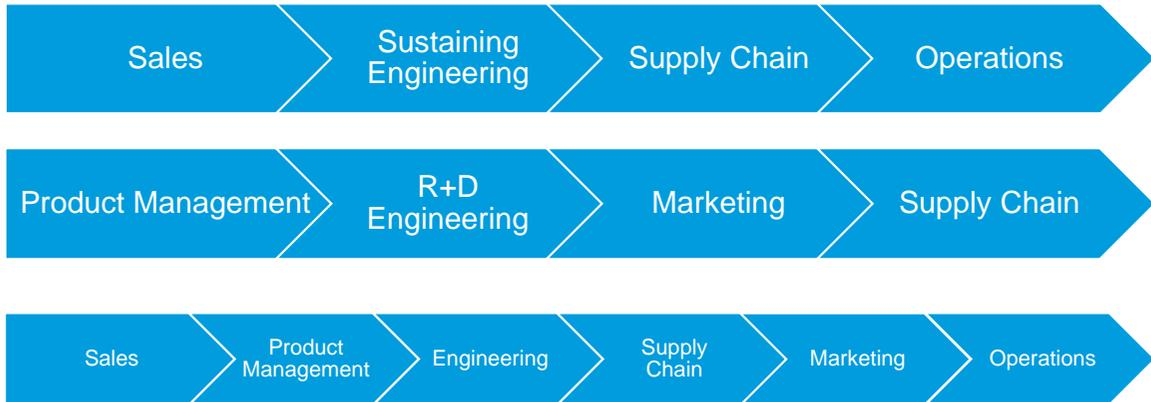 Sales
Sustaining
Engineering
Supply Chain
Operations
Product Management
R+D
Engineering
Marketing
Supply Chain
Sales
Product
Management
Engineering
Supply
Chain
Marketing
Operations